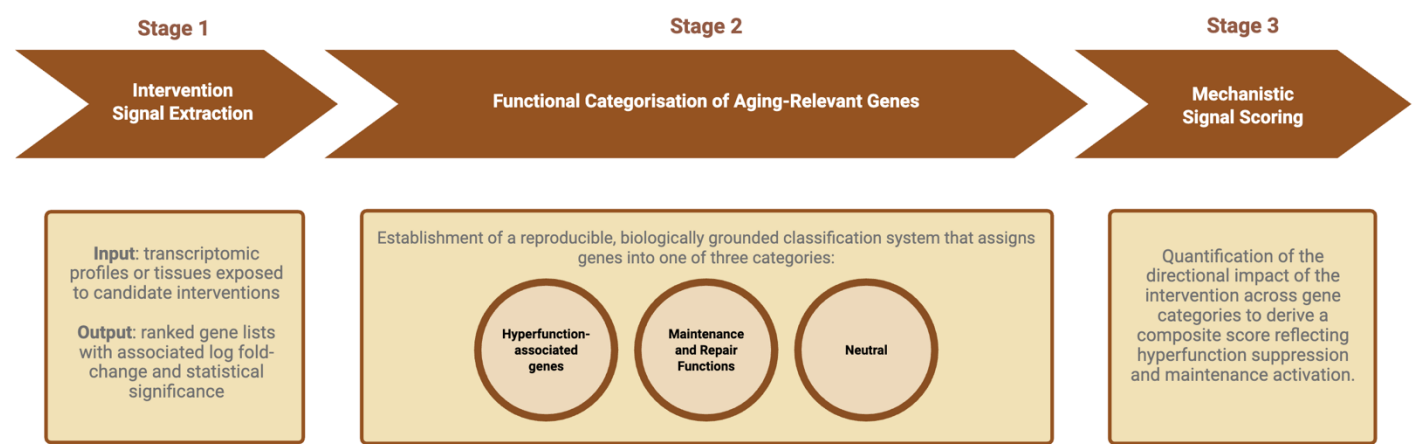 Stage 1
Stage 2
Stage 3
Intervention
Signal Extraction
Functional Categorisation of Aging-Relevant Genes
Mechanistic
Signal Scoring
Input: transcriptomic
profiles or tissues exposed
to candidate interventions
Output: ranked gene lists
with associated log fold-
change and statistical
significance
Establishment of a reproducible, biologically grounded classification system that assigns
genes into one of three categories:
Hyperfunction-
associated
genes
Maintenance
and Repair
Functions
Neutral
Quantification of the
directional impact of the
intervention across gene
categories to derive a
composite score reflecting
hyperfunction suppression
and maintenance activation.